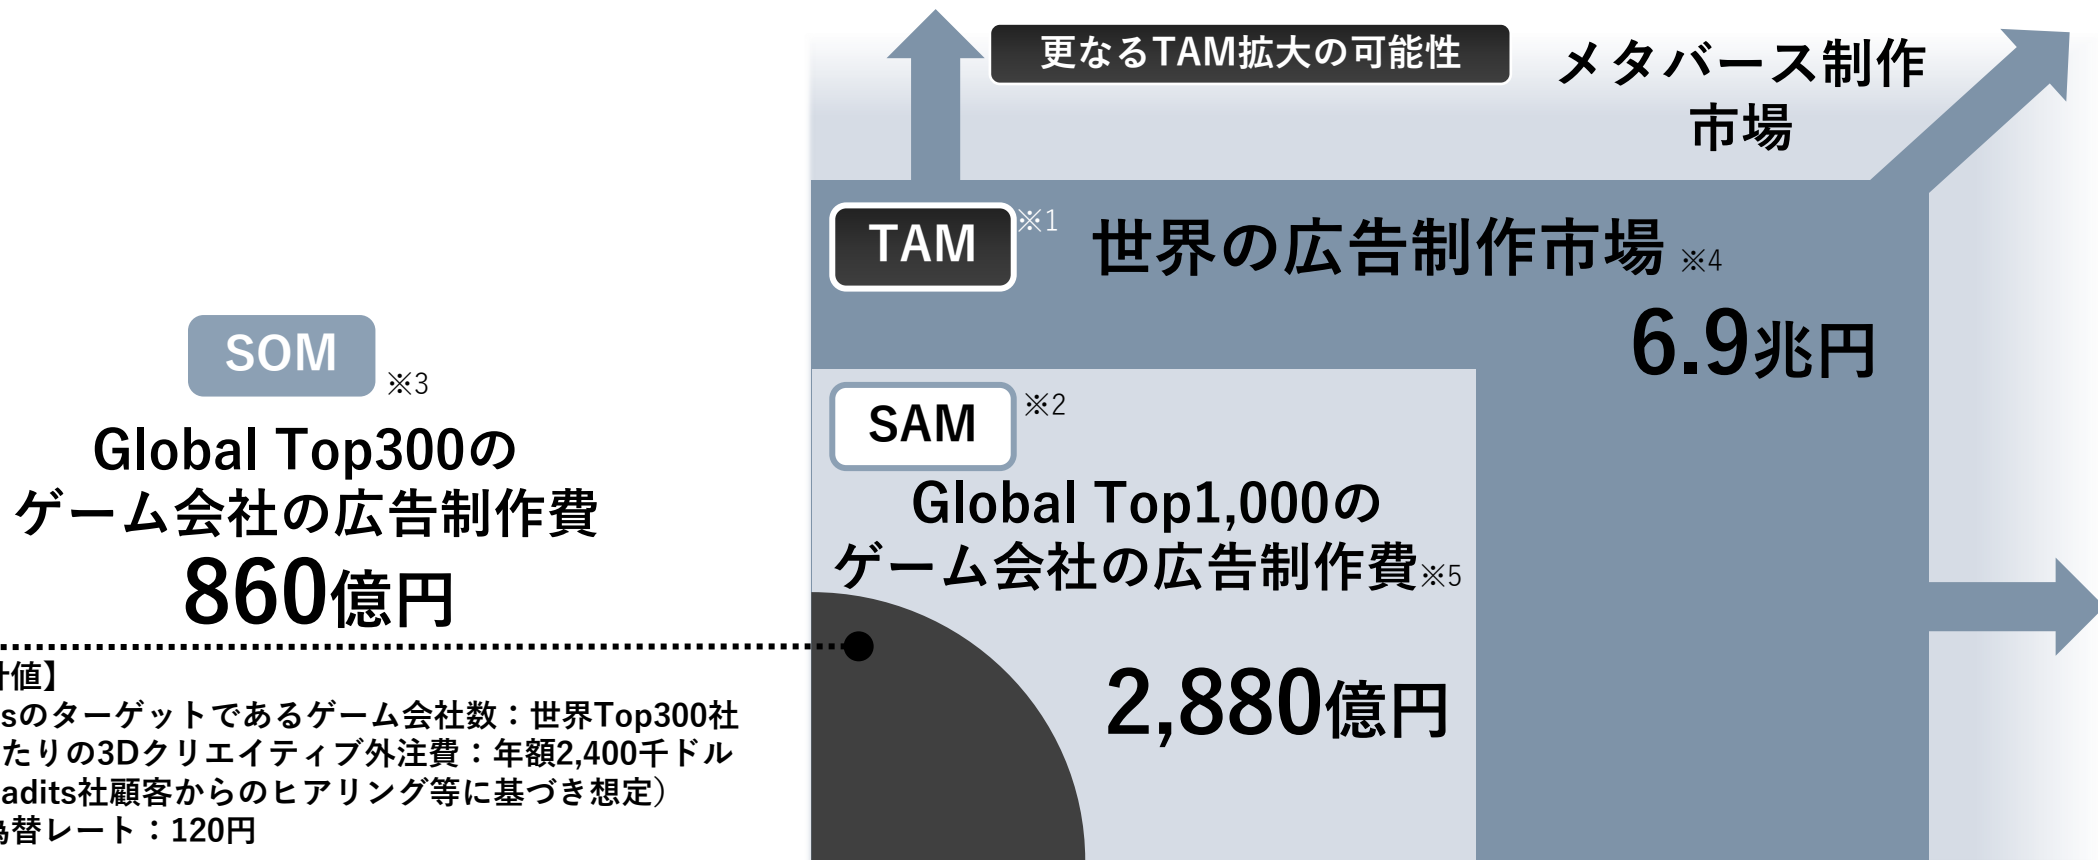 更なるTAM拡大の可能性
メタバース制作
市場
TAM ※1
世界の広告制作市場 ※4
6.9兆円
SOM ※3
Global Top300の
ゲーム会社の広告制作費
860億円
SAM ※2
Global Top1,000の
ゲーム会社の広告制作費※5
2,880億円
値】
sのターゲットであるゲーム会社数：世界Top300社
たりの3Dクリエイティブ外注費：年額2,400千ドル
adits社顧客からのヒアリング等に基づき想定）
替レート：120円